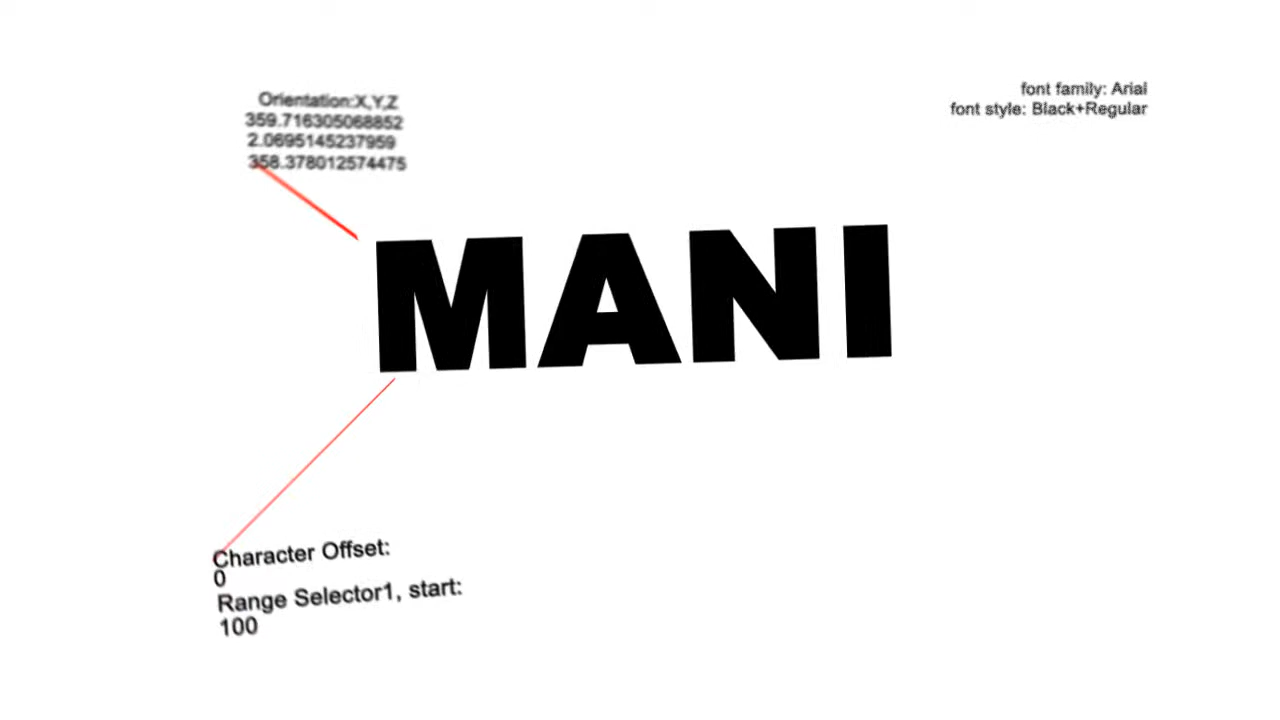 Orientation:X,Y,Z
359.716305068852
2.0695145237959
358.378012574475
font family: Arial
font style: Black+Regular
MANI
Character Offset:
0
Range Selector1, start:
100